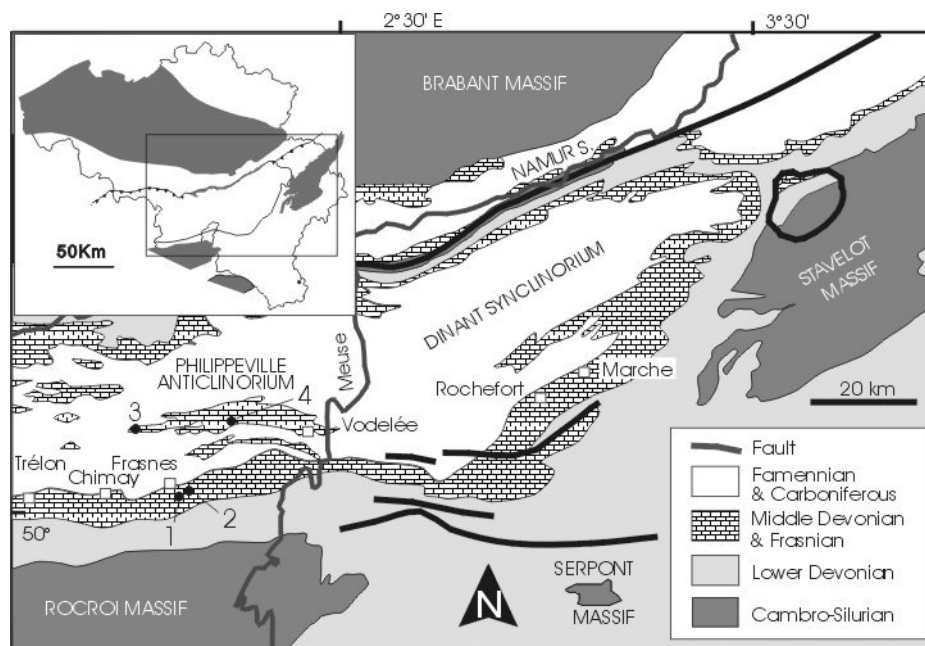 2°30' E
3°30'
BRABANT MASSIF
NAMUR S.
50Km
STAVELOT
MASSIF
DINANT SYNCLINORIUM
PHILIPPEVILLE
ANTICLINORIUM
Meuse
Marche
Rochefort
20 km
3
4
Vodelée
Trélon
Chimay
Frasnes
50°
1
2
N
SERPONT
MASSIF
ROCROI MASSIF
Fault
Famennian
& Carboniferous
Middle Devonian
& Frasnian
Lower Devonian
Cambro-Silurian